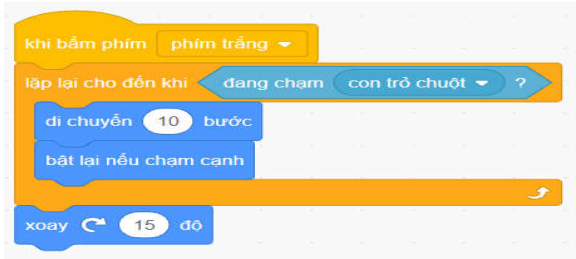 khi bấm phím phím trắng
lặp lại cho đến khi đang chạm con trỏ chuột ?
di chuyển 10 bước
bật lại nếu chạm cạnh
xoay 15 độ